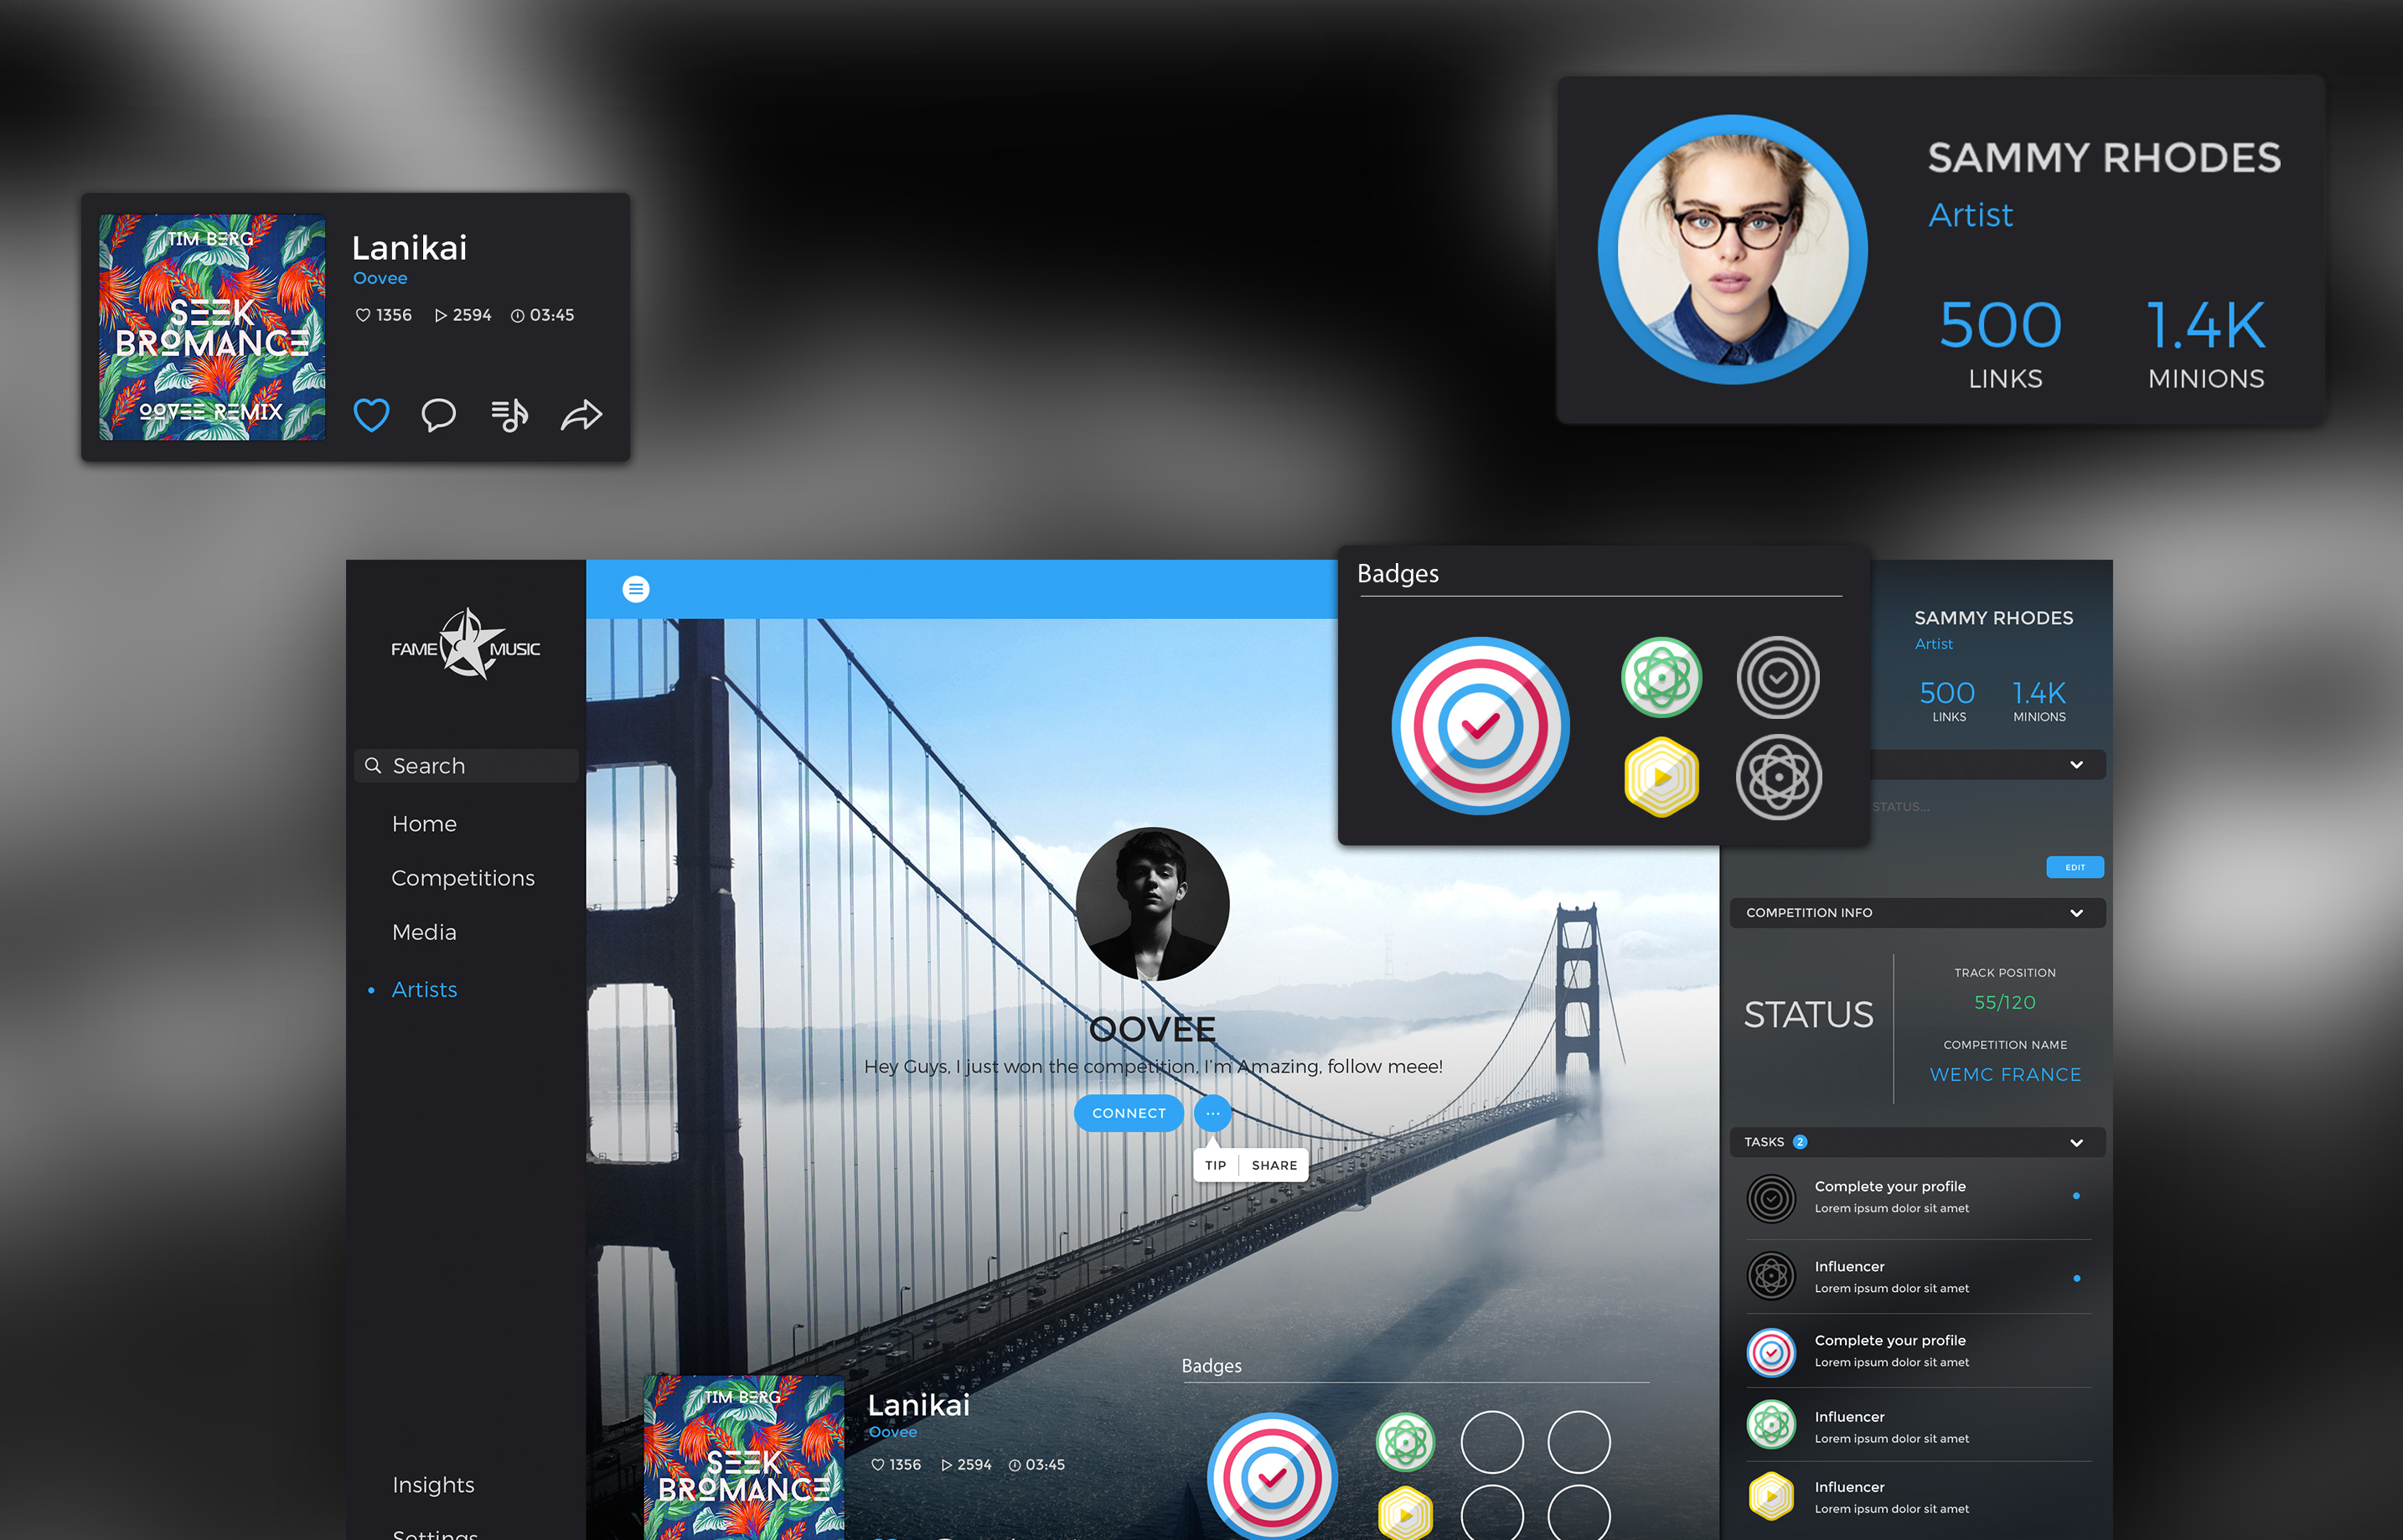 TIM BERG
SEEK
BROMANCE
OOVEE REMIX
Lanikai
Oovee
1356 2594 03:45
SAMMY RHODES
Artist
500 1.4K
LINKS MINIONS
FAME MUSIC
Search
Home
Competitions
Media
Artists
Insights
Settings
OOVEE
Hey Guys, I just won the competition, I'm Amazing, follow meee!
CONNECT ...
TIP SHARE
TIM BERG
SEEK
BROMANCE
Lanikai
Oovee
1356 2594 03:45
Badges
Badges
SAMMY RHODES
Artist
500 1.4K
LINKS MINIONS
STATUS...
EDIT
COMPETITION INFO
STATUS
TRACK POSITION
55/120
COMPETITION NAME
WEMC FRANCE
TASKS 2
Complete your profile
Lorem ipsum dolor sit amet
Influencer
Lorem ipsum dolor sit amet
Complete your profile
Lorem ipsum dolor sit amet
Influencer
Lorem ipsum dolor sit amet
Influencer
Lorem ipsum dolor sit amet